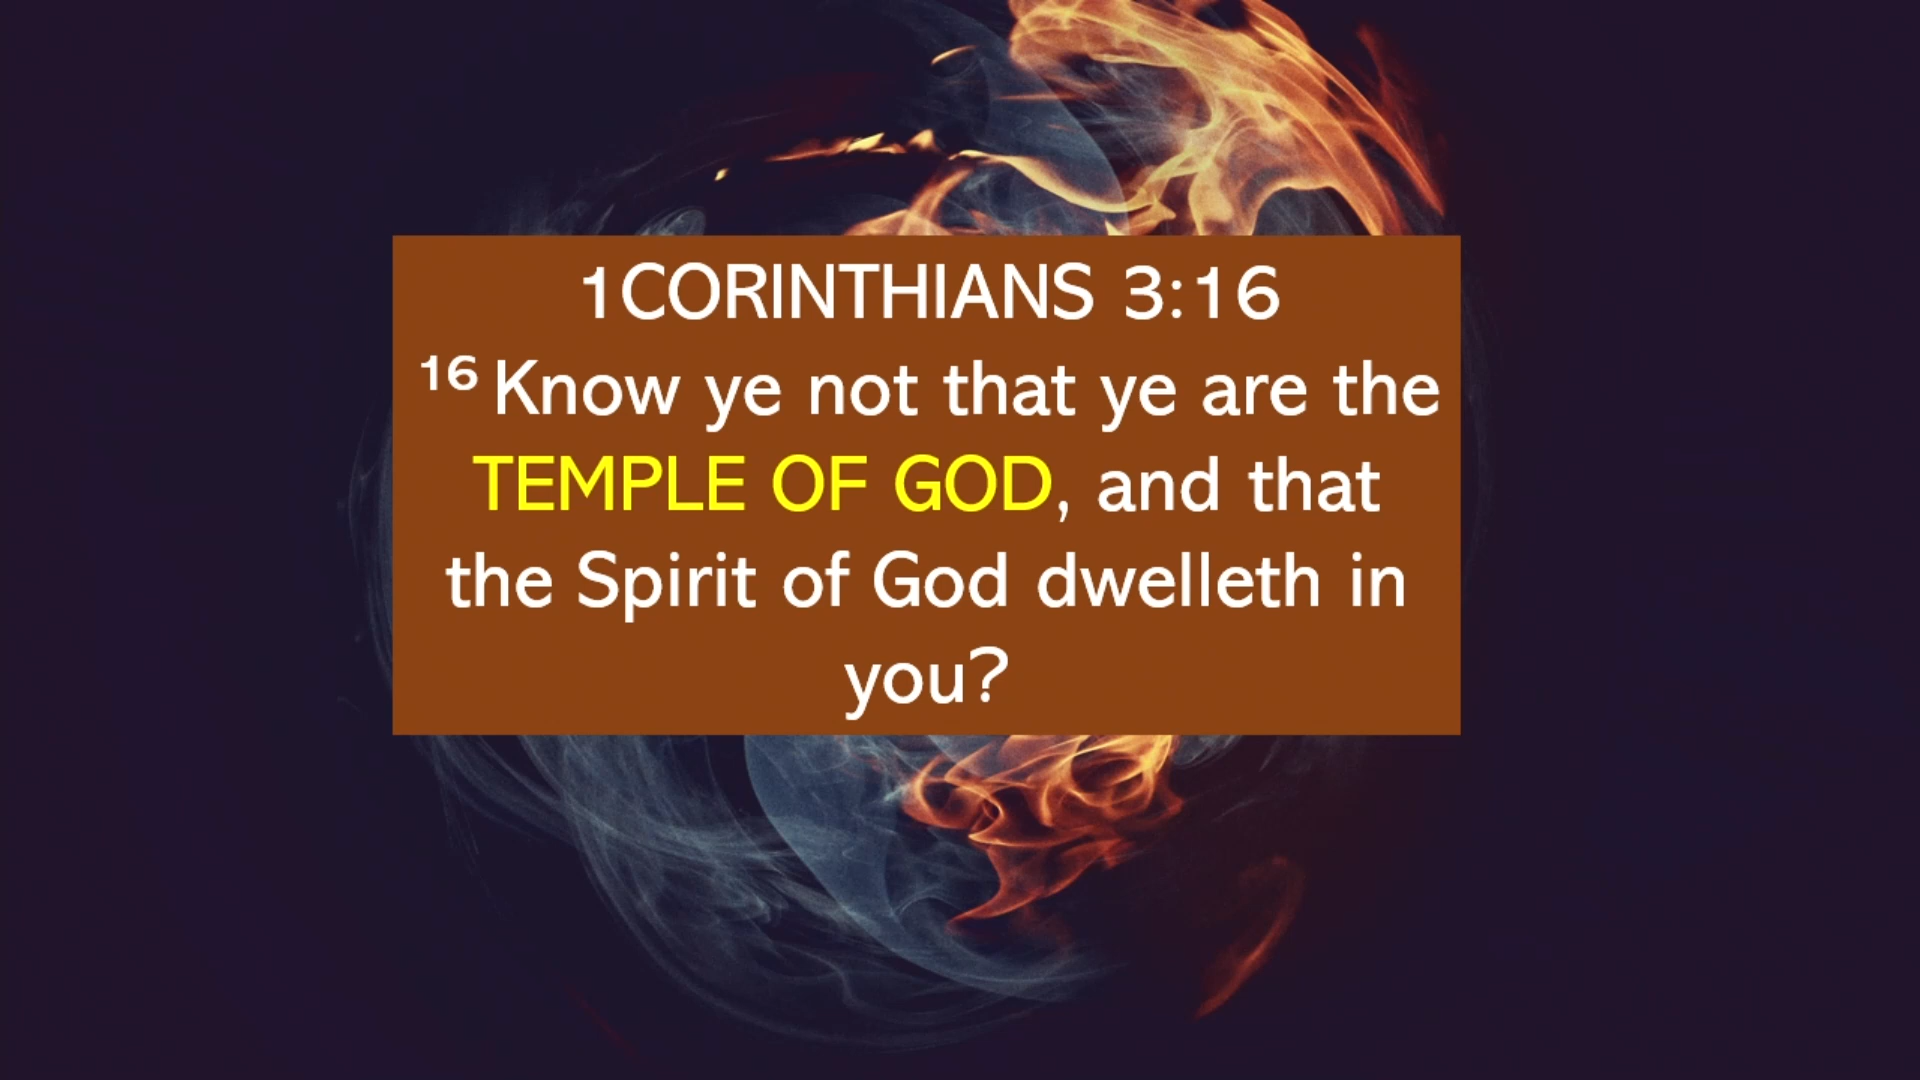 1CORINTHIANS 3:16
16 Know ye not that ye are the
TEMPLE OF GOD, and that
the Spirit of God dwelleth in
you?